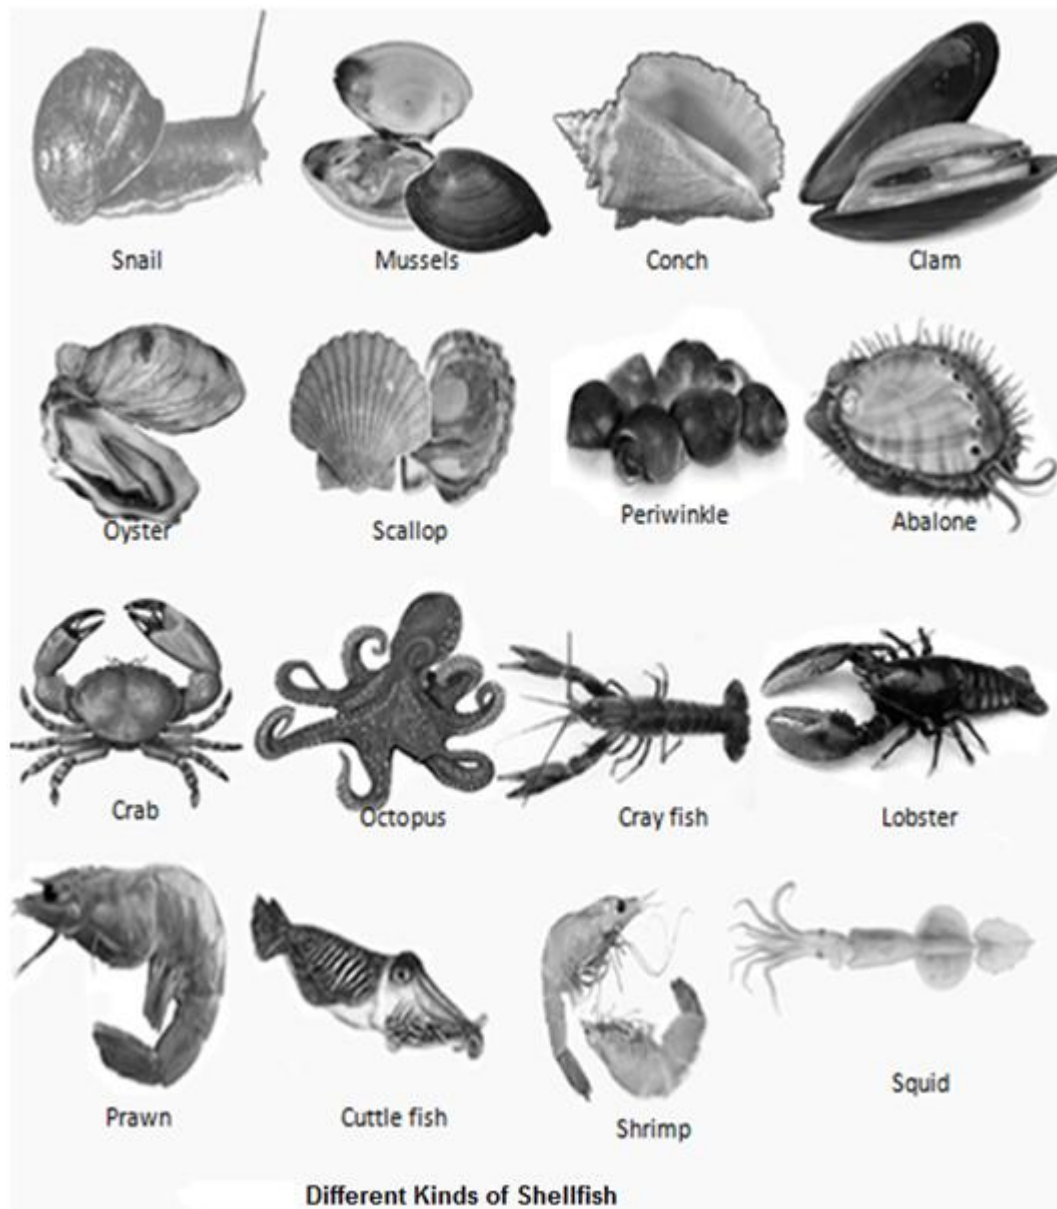 Snail
Mussels
Conch
Clam
Oyster
Scallop
Periwinkle
Abalone
Crab
Octopus
Cray fish
Lobster
Prawn
Cuttle fish
Shrimp
Squid
Different Kinds of Shellfish